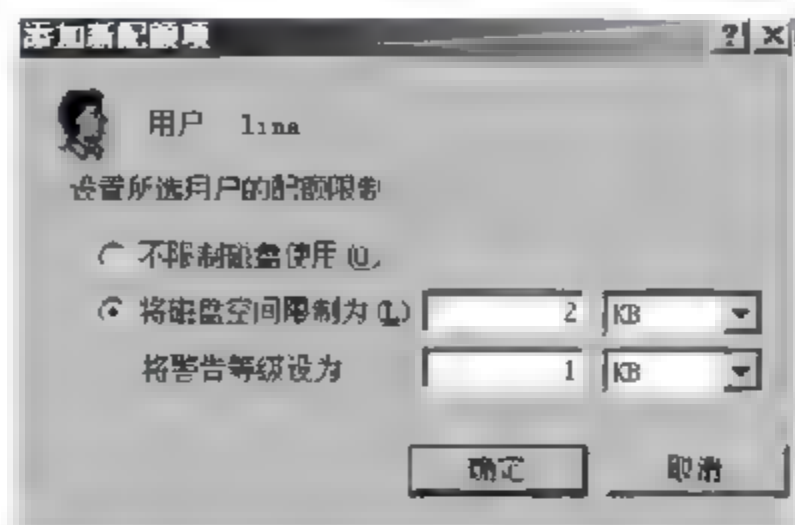 添加新配额项
用户 lina
设置所选用户的配额限制
不限制磁盘使用(U)
将磁盘空间限制为(L) 2 KB
将警告等级设为 1 KB
确定 取消